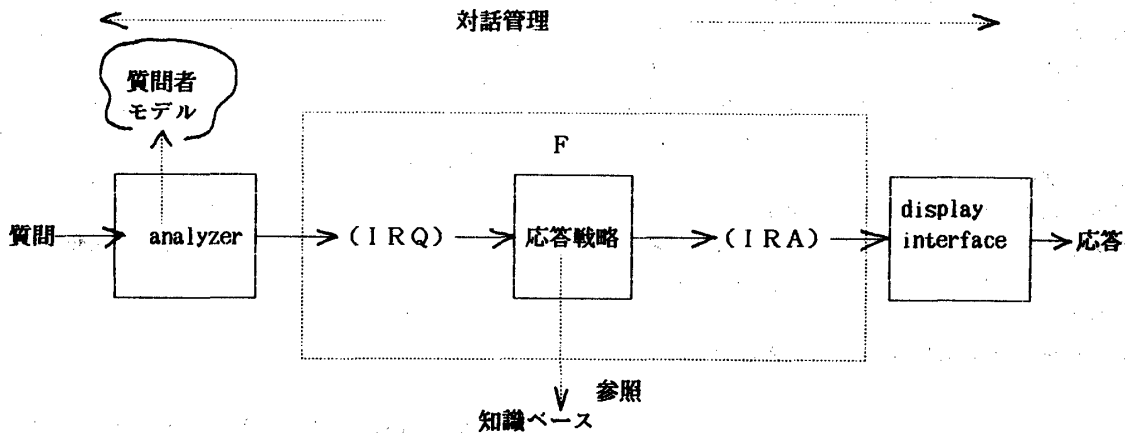 対話管理
質問者
モデル
F
質問
analyzer
(IRQ)
応答戦略
(IRA)
display
interface
応答
参照
知識ベース